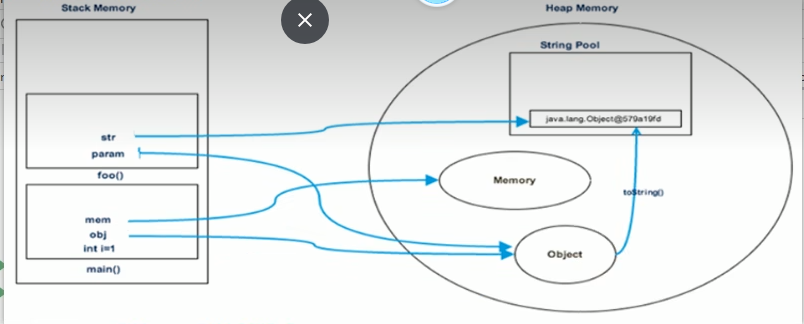 Stack Memory
Heap Memory
String Pool
java.lang.Object@579a19fd
str
param
foo()
Memory
toString()
mem
obj
int i=1
main()
Object